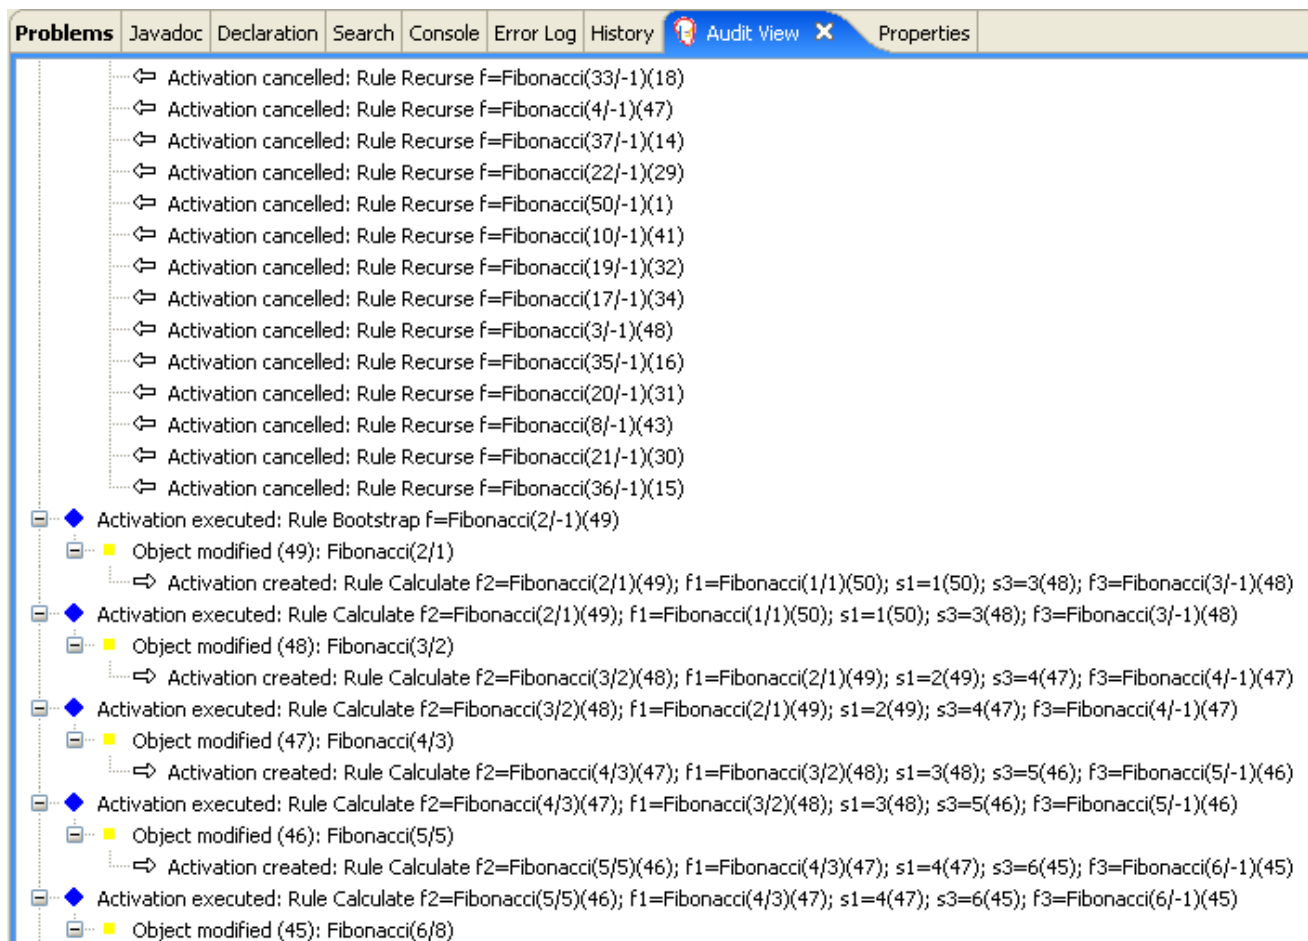 Problems Javadoc Declaration Search Console Error Log History Audit View Properties
Activation cancelled: Rule Recurse f=Fibonacci(33/-1)(18)
Activation cancelled: Rule Recurse f=Fibonacci(4/-1)(47)
Activation cancelled: Rule Recurse f=Fibonacci(37/-1)(14)
Activation cancelled: Rule Recurse f=Fibonacci(22/-1)(29)
Activation cancelled: Rule Recurse f=Fibonacci(50/-1)(1)
Activation cancelled: Rule Recurse f=Fibonacci(10/-1)(41)
Activation cancelled: Rule Recurse f=Fibonacci(19/-1)(32)
Activation cancelled: Rule Recurse f=Fibonacci(17/-1)(34)
Activation cancelled: Rule Recurse f=Fibonacci(3/-1)(48)
Activation cancelled: Rule Recurse f=Fibonacci(35/-1)(16)
Activation cancelled: Rule Recurse f=Fibonacci(20/-1)(31)
Activation cancelled: Rule Recurse f=Fibonacci(8/-1)(43)
Activation cancelled: Rule Recurse f=Fibonacci(21/-1)(30)
Activation cancelled: Rule Recurse f=Fibonacci(36/-1)(15)
Activation executed: Rule Bootstrap f=Fibonacci(2/-1)(49)
Object modified (49): Fibonacci(2/1)
Activation created: Rule Calculate f2=Fibonacci(2/1)(49); f1=Fibonacci(1/1)(50); s1=1(50); s3=3(48); f3=Fibonacci(3/-1)(48)
Activation executed: Rule Calculate f2=Fibonacci(2/1)(49); f1=Fibonacci(1/1)(50); s1=1(50); s3=3(48); f3=Fibonacci(3/-1)(48)
Object modified (48): Fibonacci(3/2)
Activation created: Rule Calculate f2=Fibonacci(3/2)(48); f1=Fibonacci(2/1)(49); s1=2(49); s3=4(47); f3=Fibonacci(4/-1)(47)
Activation executed: Rule Calculate f2=Fibonacci(3/2)(48); f1=Fibonacci(2/1)(49); s1=2(49); s3=4(47); f3=Fibonacci(4/-1)(47)
Object modified (47): Fibonacci(4/3)
Activation created: Rule Calculate f2=Fibonacci(4/3)(47); f1=Fibonacci(3/2)(48); s1=3(48); s3=5(46); f3=Fibonacci(5/-1)(46)
Activation executed: Rule Calculate f2=Fibonacci(4/3)(47); f1=Fibonacci(3/2)(48); s1=3(48); s3=5(46); f3=Fibonacci(5/-1)(46)
Object modified (46): Fibonacci(5/5)
Activation created: Rule Calculate f2=Fibonacci(5/5)(46); f1=Fibonacci(4/3)(47); s1=4(47); s3=6(45); f3=Fibonacci(6/-1)(45)
Activation executed: Rule Calculate f2=Fibonacci(5/5)(46); f1=Fibonacci(4/3)(47); s1=4(47); s3=6(45); f3=Fibonacci(6/-1)(45)
Object modified (45): Fibonacci(6/8)